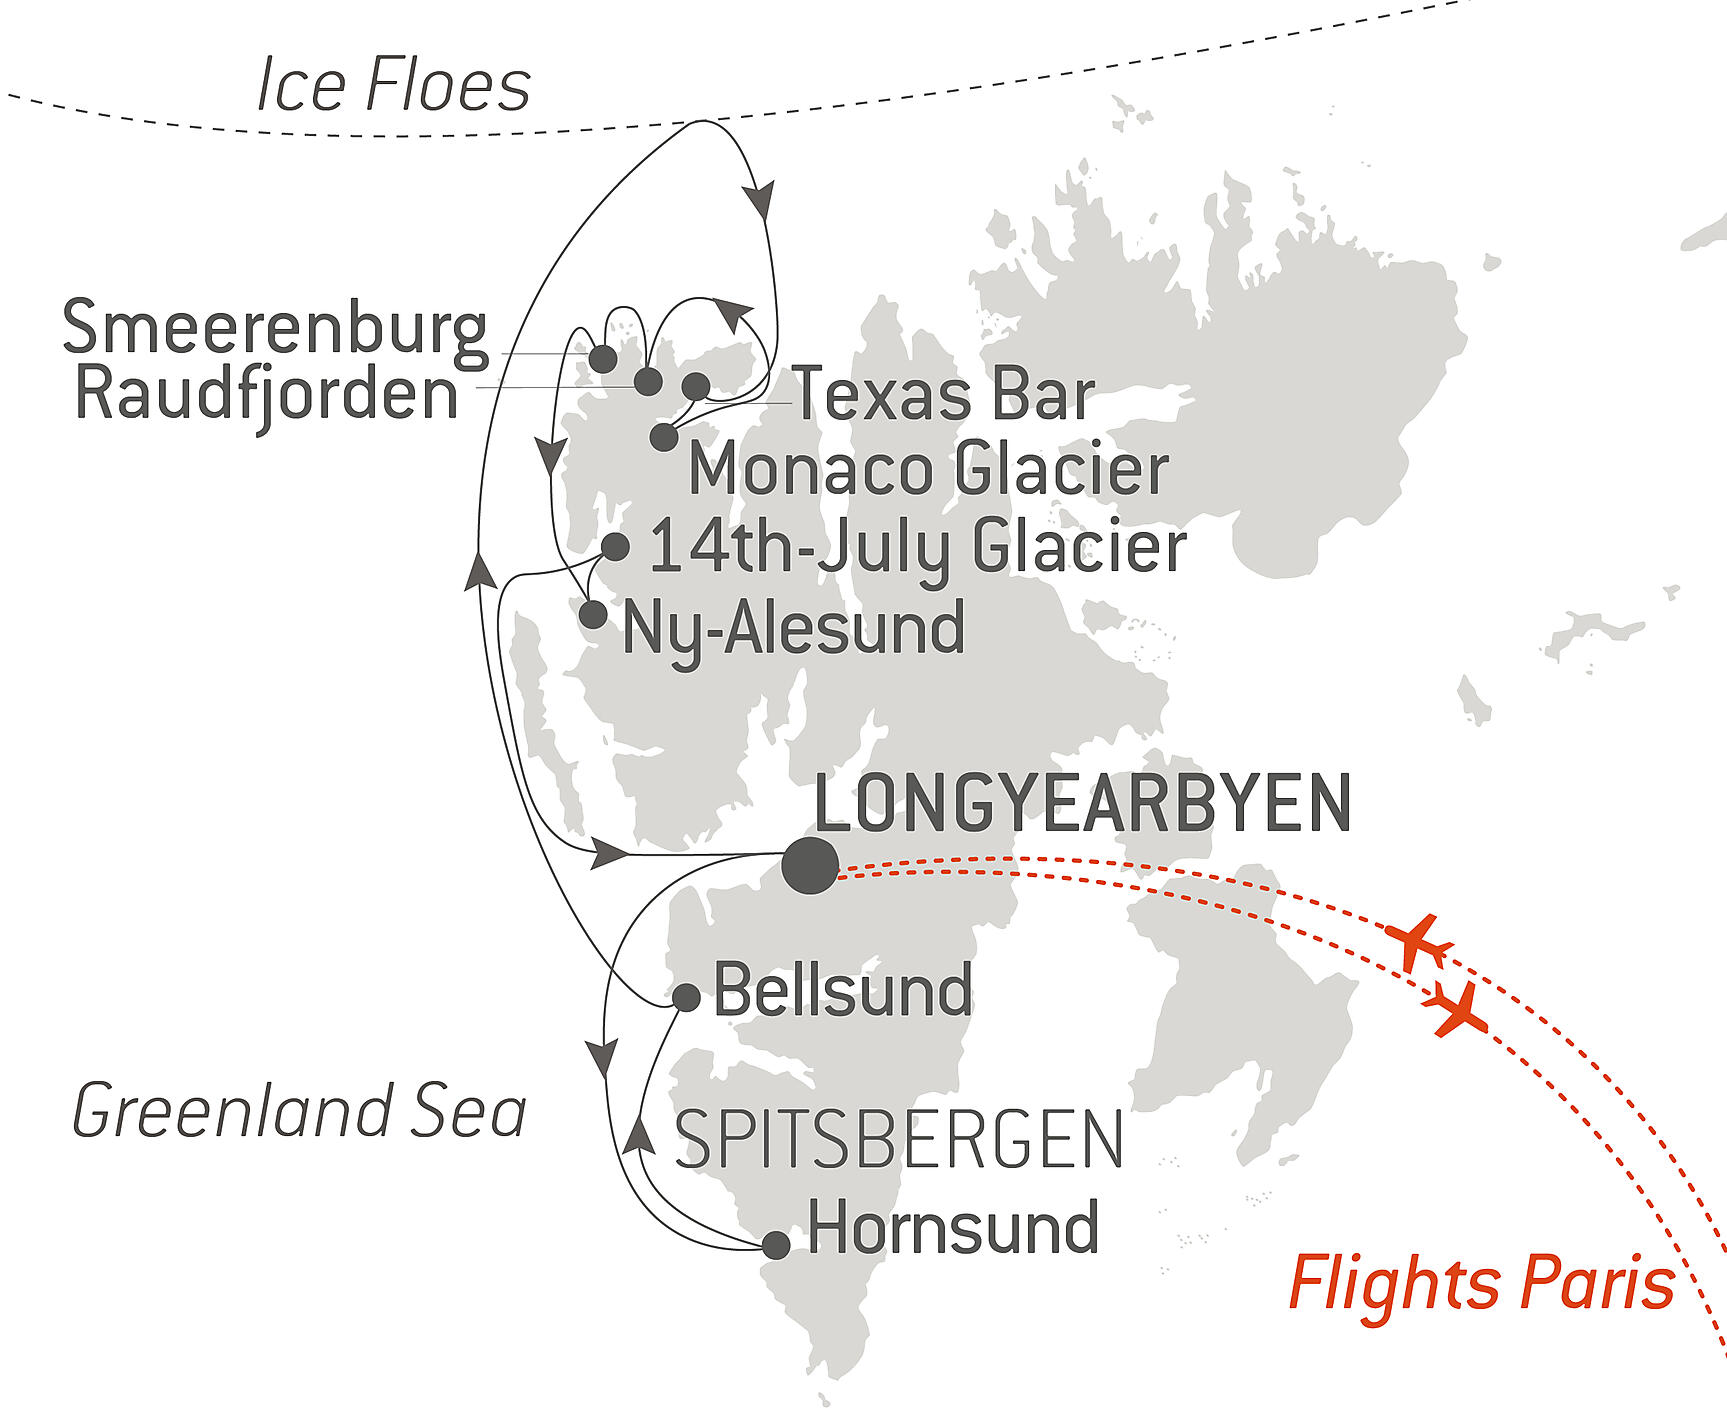 Ice Floes
Smeerenburg
Raudfjorden
Texas Bar
Monaco Glacier
14th-July Glacier
Ny-Alesund
LONGYEARBYEN
Bellsund
Greenland Sea
SPITSBERGEN
Hornsund
Flights Paris